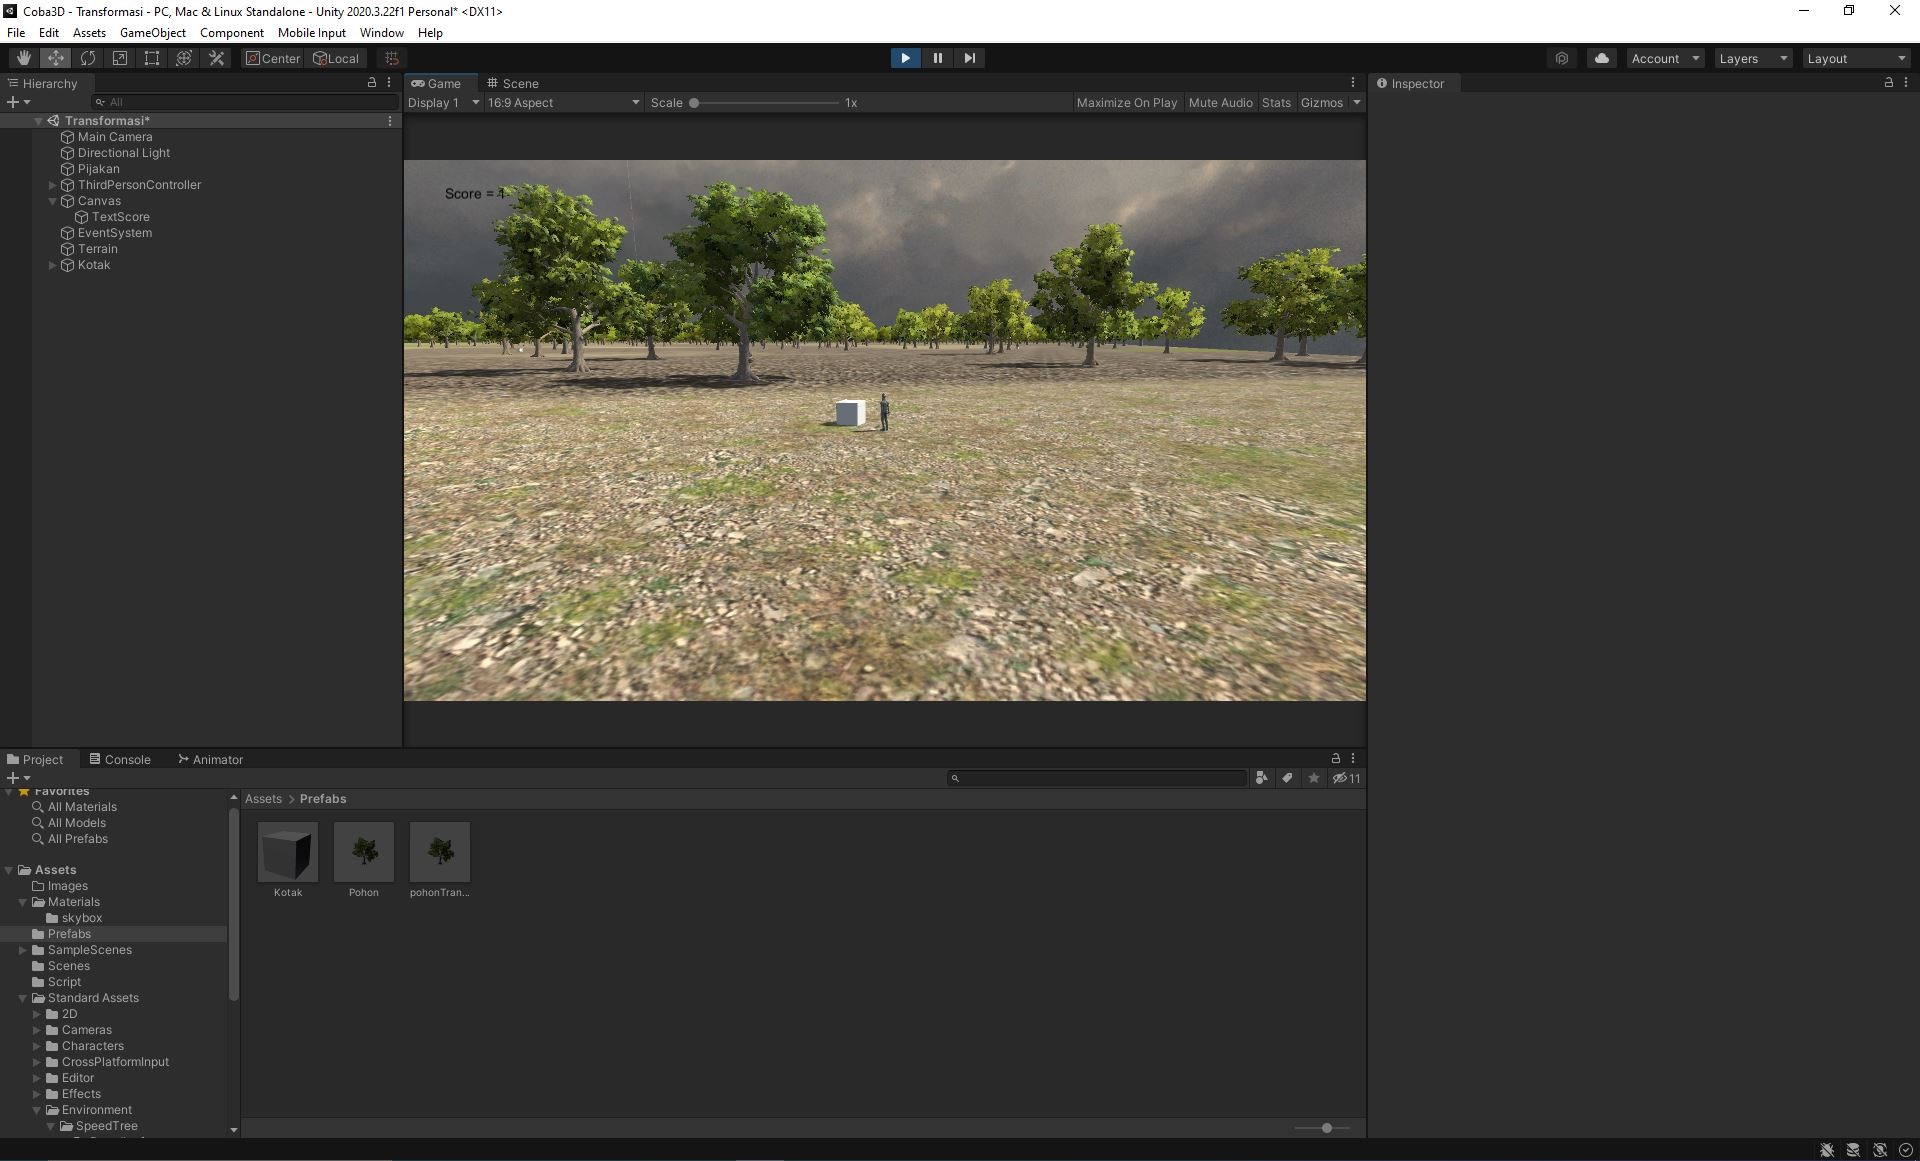 Coba3D - Transformasi - PC, Mac & Linux Standalone - Unity 2020.3.22f1 Personal* <DX11>
File Edit Assets GameObject Component Mobile Input Window Help
Center Local Account Layers Layout
Hierarchy
All
Transformasi*
Main Camera
Directional Light
Pijakan
ThirdPersonController
Canvas
TextScore
EventSystem
Terrain
Kotak
Game Scene
Display 1 16:9 Aspect Scale 1x Maximize On Play Mute Audio Stats Gizmos
Score = 1
Inspector
Project Console Animator
11
Favorites
All Materials
All Models
All Prefabs
Assets
Images
Materials
skybox
Prefabs
SampleScenes
Scenes
Script
Standard Assets
2D
Cameras
Characters
CrossPlatformInput
Editor
Effects
Environment
SpeedTree
Assets > Prefabs
Kotak Pohon pohonTran...